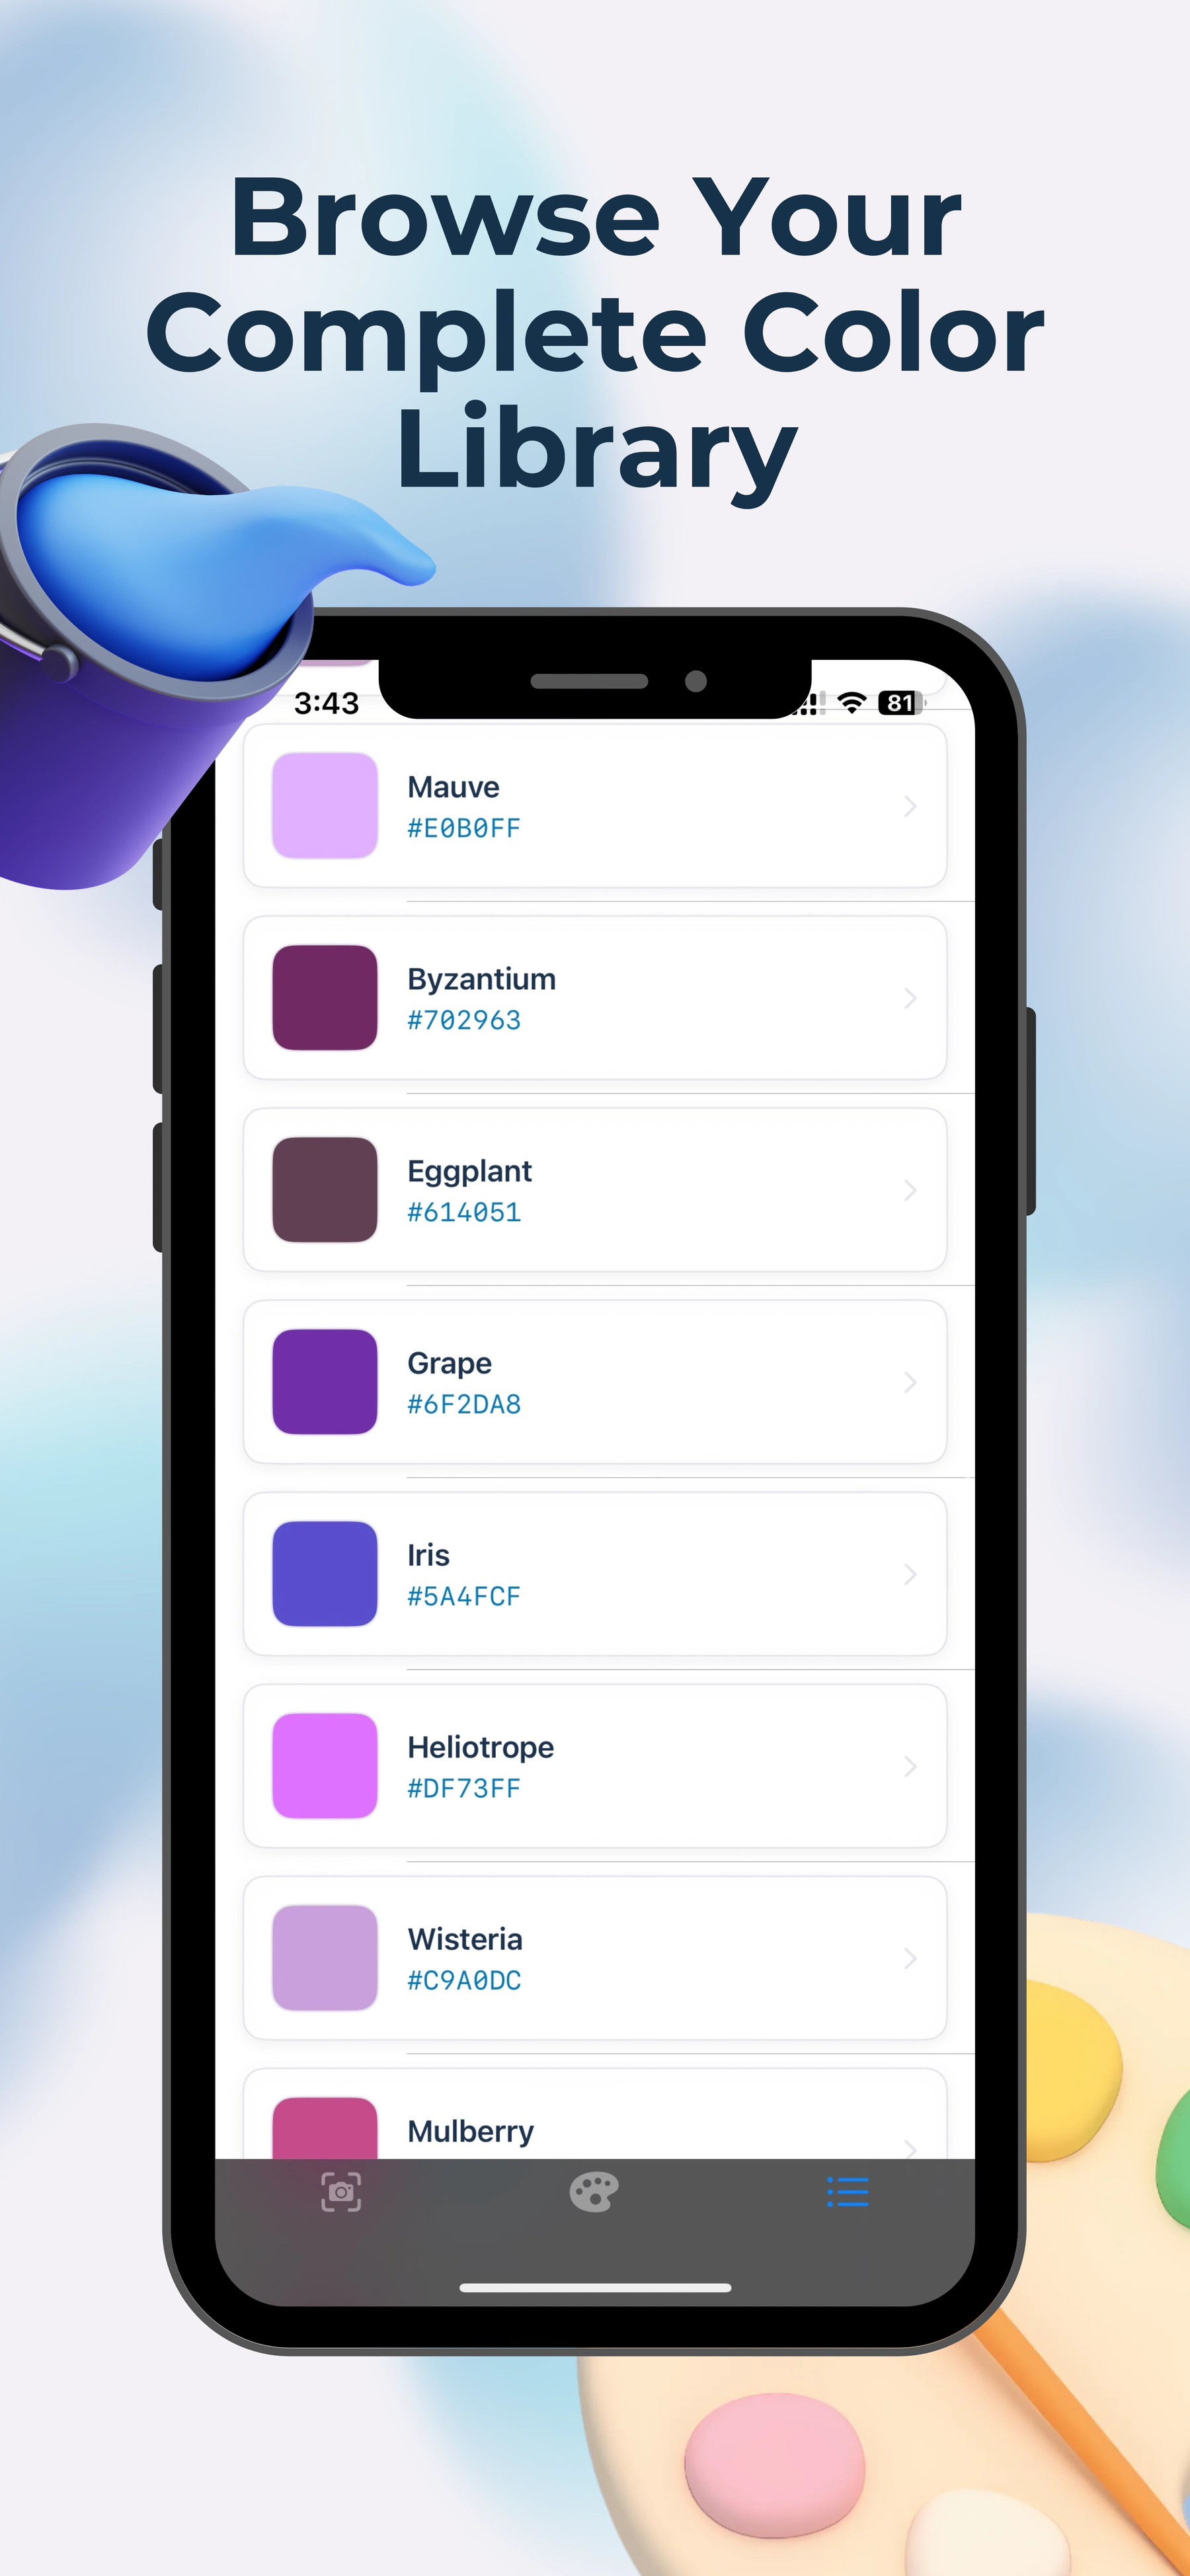 Browse Your
Complete Color
Library
3:43
81
Mauve
#E0B0FF
Byzantium
#702963
Eggplant
#614051
Grape
#6F2DA8
Iris
#5A4FCF
Heliotrope
#DF73FF
Wisteria
#C9A0DC
Mulberry